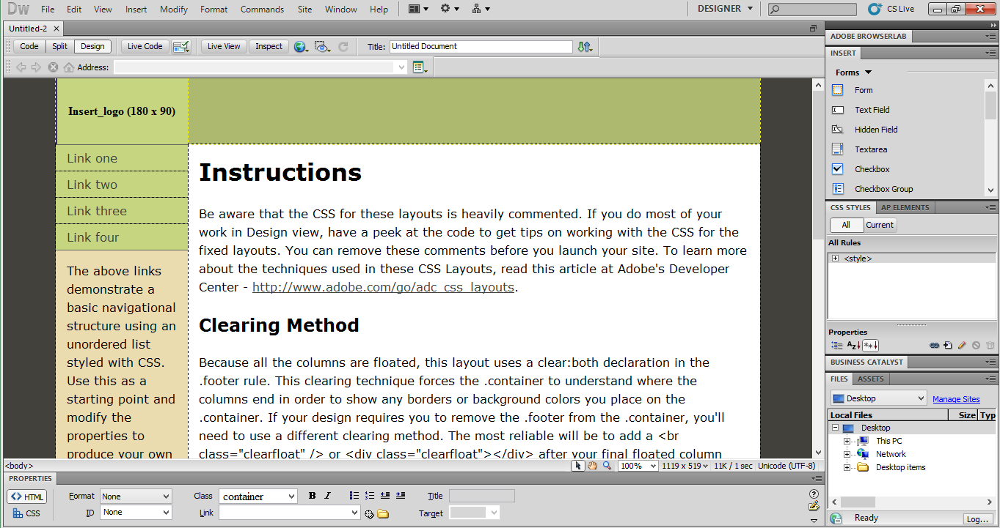 Dw File Edit View Insert Modify Format Commands Site Window Help DESIGNER CS Live
Untitled-2
Code Split Design Live Code Live View Inspect Title: Untitled Document
Address:
Insert_logo (180 x 90)
Link one
Link two
Link three
Link four
The above links
demonstrate a
basic navigational
structure using an
unordered list
styled with CSS.
Use this as a
starting point and
modify the
properties to
produce your own
Instructions
Be aware that the CSS for these layouts is heavily commented. If you do most of your
work in Design view, have a peek at the code to get tips on working with the CSS for the
fixed layouts. You can remove these comments before you launch your site. To learn more
about the techniques used in these CSS Layouts, read this article at Adobe's Developer
Center - http://www.adobe.com/go/adc_css_layouts.
Clearing Method
Because all the columns are floated, this layout uses a clear:both declaration in the
.footer rule. This clearing technique forces the .container to understand where the
columns end in order to show any borders or background colors you place on the
.container. If your design requires you to remove the .footer from the .container, you'll
need to use a different clearing method. The most reliable will be to add a <br
class="clearfloat" /> or <div class="clearfloat"></div> after your final floated column
<body> 100% 1119 x 519 11K / 1 sec Unicode (UTF-8)
PROPERTIES
<> HTML Format None Class container B I Title
CSS ID None Link Target
ADOBE BROWSERLAB
INSERT
Forms
Form
Text Field
Hidden Field
Textarea
Checkbox
Checkbox Group
CSS STYLES AP ELEMENTS
All Current
All Rules
<style>
Properties
BUSINESS CATALYST
FILES ASSETS
Desktop Manage Sites
Local Files Size Typ
Desktop
This PC
Network
Desktop items
Ready Log...